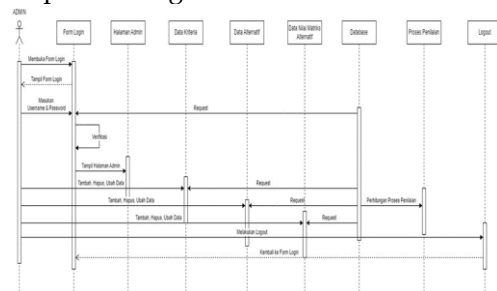 ADMIN
Form Login
Halaman Admin
Data Kriteria
Data Alternatif
Data Nilai Matriks
Alternatif
Database
Proses Penilaian
Logout
Membuka Form Login
Tampil Form Login
Masukan
Username & Password
Request
Verifikasi
Tampil Halaman Admin
Tambah, Hapus, Ubah Data
Request
Tambah, Hapus, Ubah Data
Request
Perhitungan Proses Penilaian
Tambah, Hapus, Ubah Data
Request
Melakukan Logout
Kembali ke Form Login